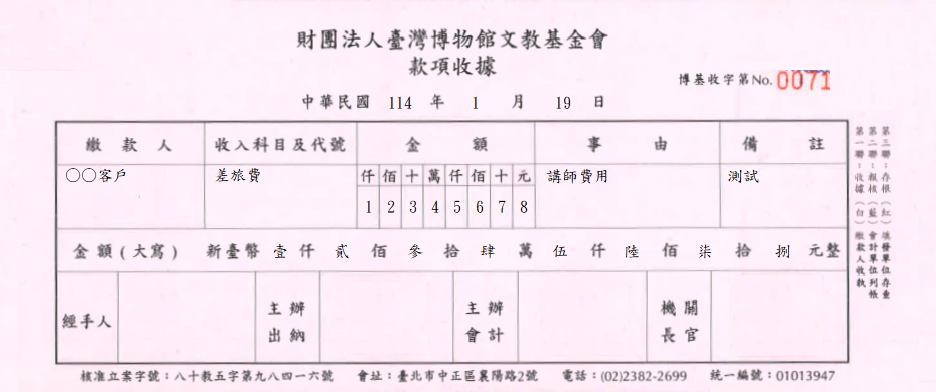 財團法人臺灣博物館文教基金會
款項收據
博基收字第No. 0071
中華民國 114 年 1 月 19 日
繳款人 收入科目及代號 金額 事由 備註
○○客戶 差旅費 仟 佰 十 萬 仟 佰 十 元 講師費用 測試
1 2 3 4 5 6 7 8
金額(大寫) 新臺幣 壹 仟 貳 佰 參 拾 肆 萬 伍 仟 陸 佰 柒 拾 捌 元整
經手人 主辦出納 主辦會計 機關長官
核准立案字號:八十教五字第九八四一六號 會址:臺北市中正區襄陽路2號 電話:(02)2382-2699 統一編號:01013947
第一聯:收據(白)繳款人收執
第二聯:報核(藍)會計單位列帳
第三聯:存根(紅)填發單位存查